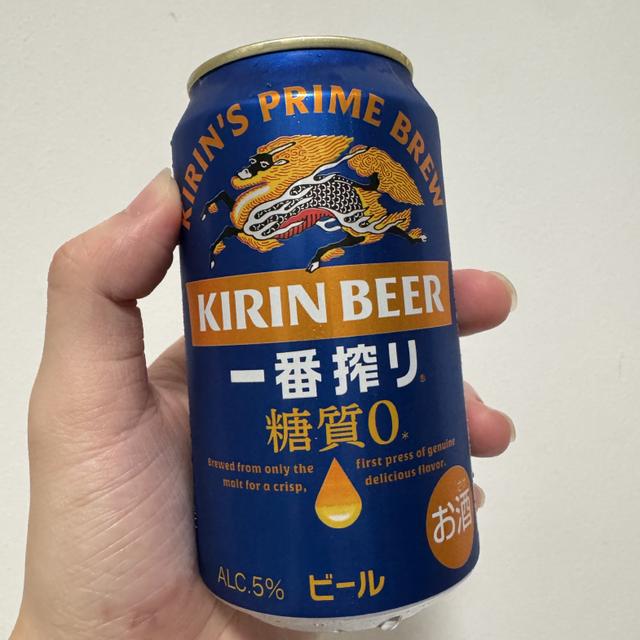 KIRIN'S PRIME BREW
KIRIN BEER
一番搾り®
糖質0*
Brewed from only the
malt for a crisp,
first press of genuine
delicious flavor.
お酒
ALC.5%
ビール